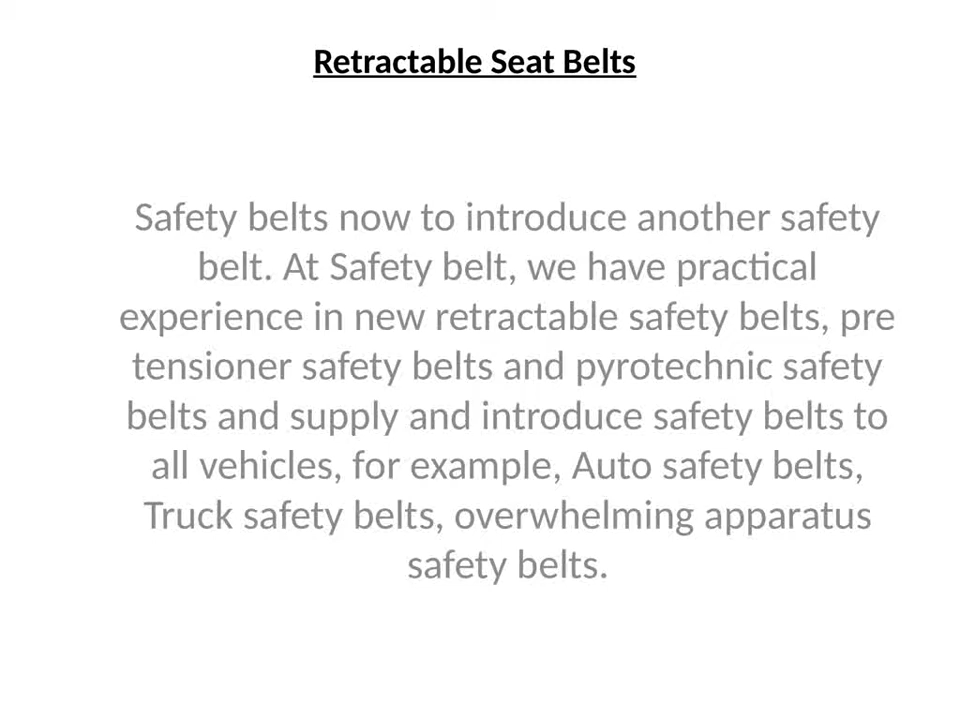 Retractable Seat Belts
Safety belts now to introduce another safety
belt. At Safety belt, we have practical
experience in new retractable safety belts, pre
tensioner safety belts and pyrotechnic safety
belts and supply and introduce safety belts to
all vehicles, for example, Auto safety belts,
Truck safety belts, overwhelming apparatus
safety belts.